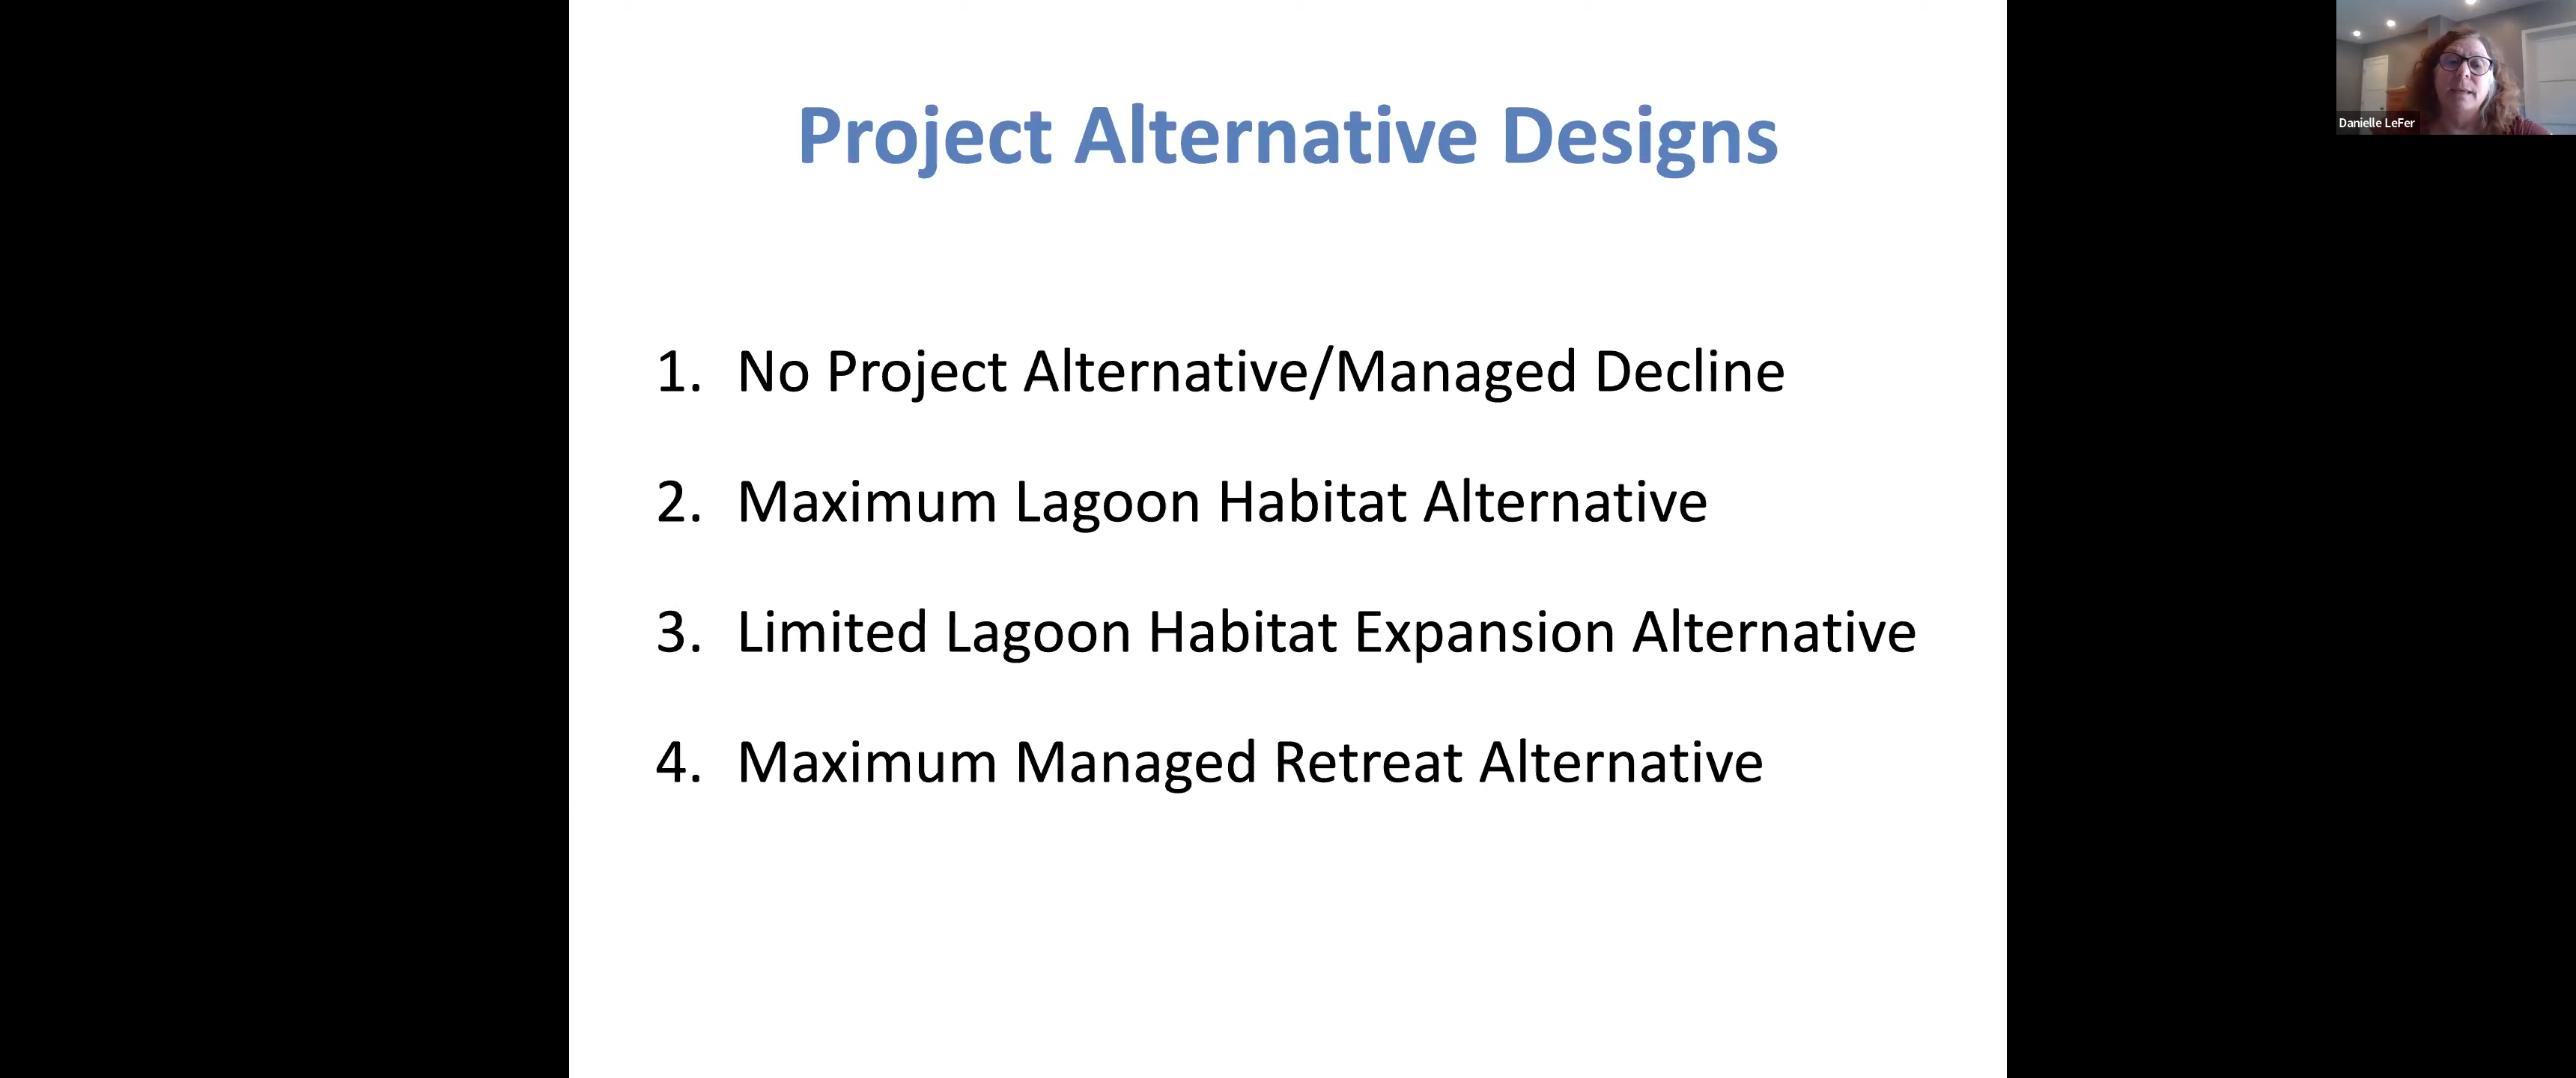 Project Alternative Designs
Danielle LeFer
1. No Project Alternative/Managed Decline
2. Maximum Lagoon Habitat Alternative
3. Limited Lagoon Habitat Expansion Alternative
4. Maximum Managed Retreat Alternative